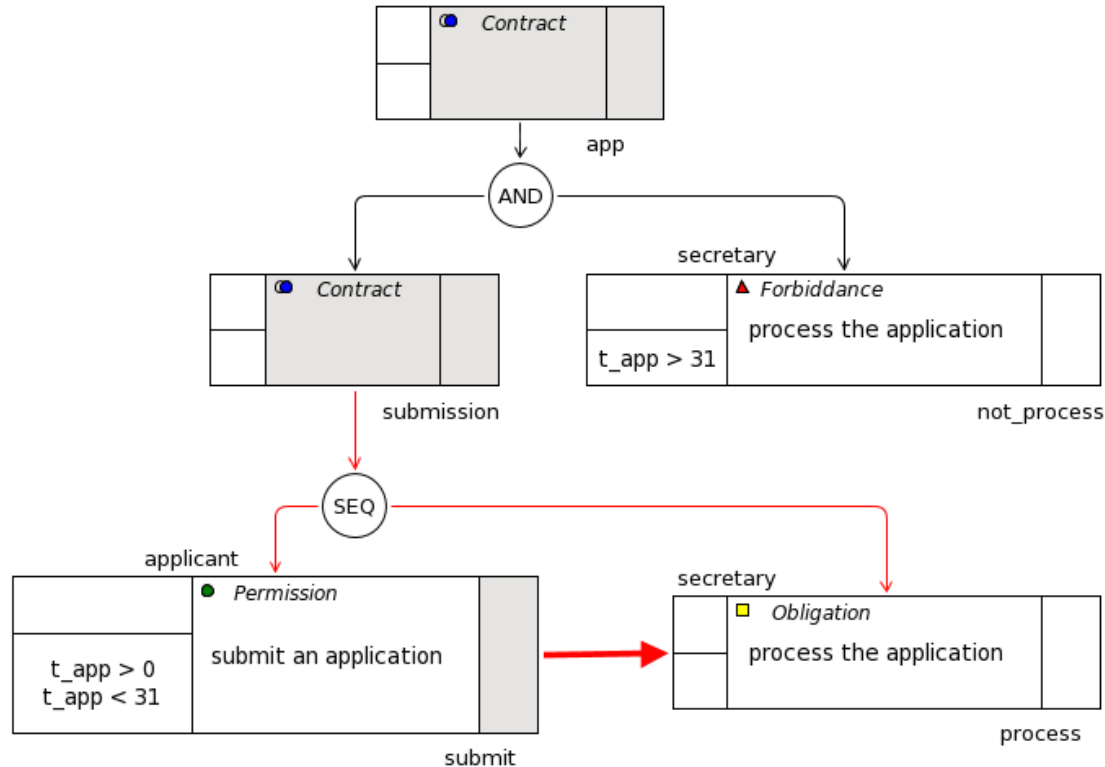 Contract
app
AND
secretary
Contract
Forbiddance
process the application
t_app > 31
submission
not_process
SEQ
applicant
secretary
Permission
Obligation
submit an application
process the application
t_app > 0
t_app < 31
submit
process